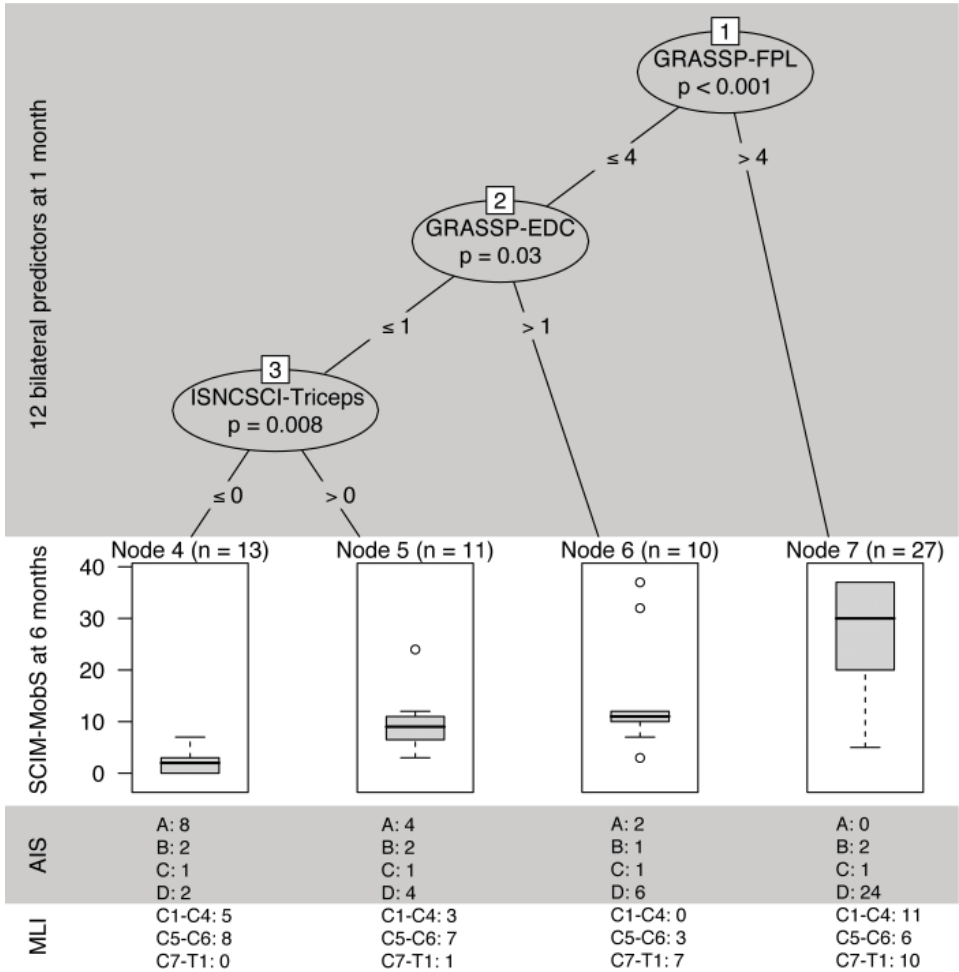 12 bilateral predictors at 1 month
1
GRASSP-FPL
p < 0.001
≤ 4
> 4
2
GRASSP-EDC
p = 0.03
≤ 1
> 1
3
ISNCSCI-Triceps
p = 0.008
≤ 0
> 0
SCIM-MobS at 6 months
Node 4 (n = 13)
Node 5 (n = 11)
Node 6 (n = 10)
Node 7 (n = 27)
40
30
20
10
0
AIS
A: 8
B: 2
C: 1
D: 2
A: 4
B: 2
C: 1
D: 4
A: 2
B: 1
C: 1
D: 6
A: 0
B: 2
C: 1
D: 24
MLI
C1-C4: 5
C5-C6: 8
C7-T1: 0
C1-C4: 3
C5-C6: 7
C7-T1: 1
C1-C4: 0
C5-C6: 3
C7-T1: 7
C1-C4: 11
C5-C6: 6
C7-T1: 10